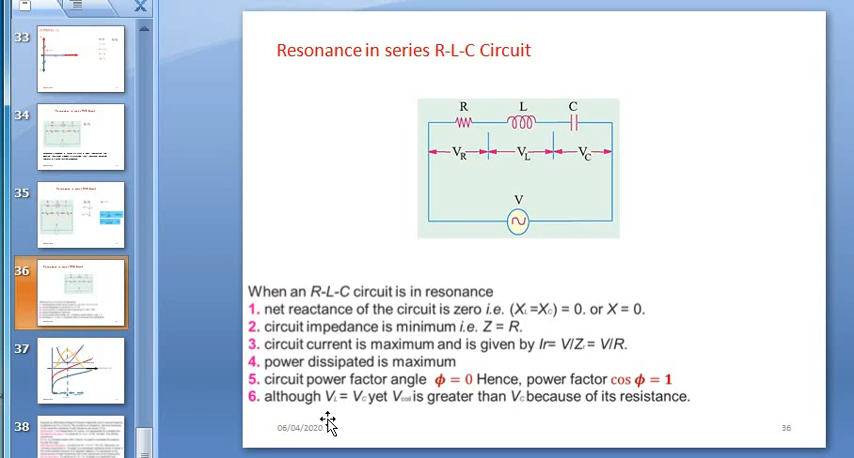 33
34
35
36
37
38
Resonance in series R-L-C Circuit
R L C
VR VL VC
V
When an R-L-C circuit is in resonance
1. net reactance of the circuit is zero i.e. (XL =XC) = 0. or X = 0.
2. circuit impedance is minimum i.e. Z = R.
3. circuit current is maximum and is given by Ir= V/Zr= V/R.
4. power dissipated is maximum
5. circuit power factor angle ϕ = 0 Hence, power factor cos ϕ = 1
6. although VL = VC yet Vcoil is greater than VC because of its resistance.
06/04/2020
36